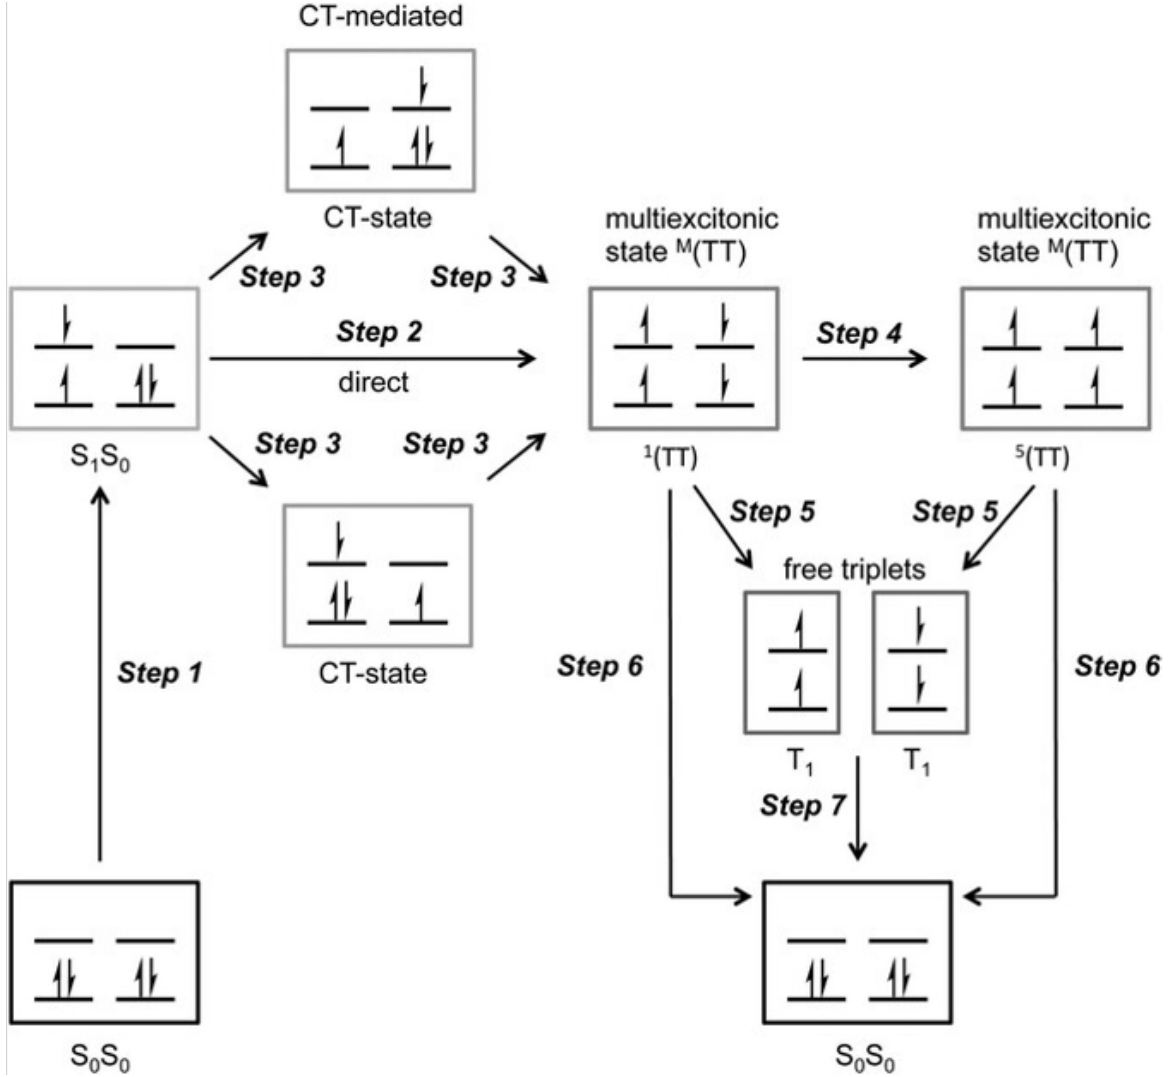 CT-mediated
CT-state
Step 3
Step 3
multiexcitonic
state ᴹ(TT)
multiexcitonic
state ᴹ(TT)
Step 2
direct
Step 4
S₁S₀
Step 3
Step 3
¹(TT)
⁵(TT)
Step 5
Step 5
free triplets
CT-state
Step 1
Step 6
Step 6
T₁
T₁
Step 7
S₀S₀
S₀S₀